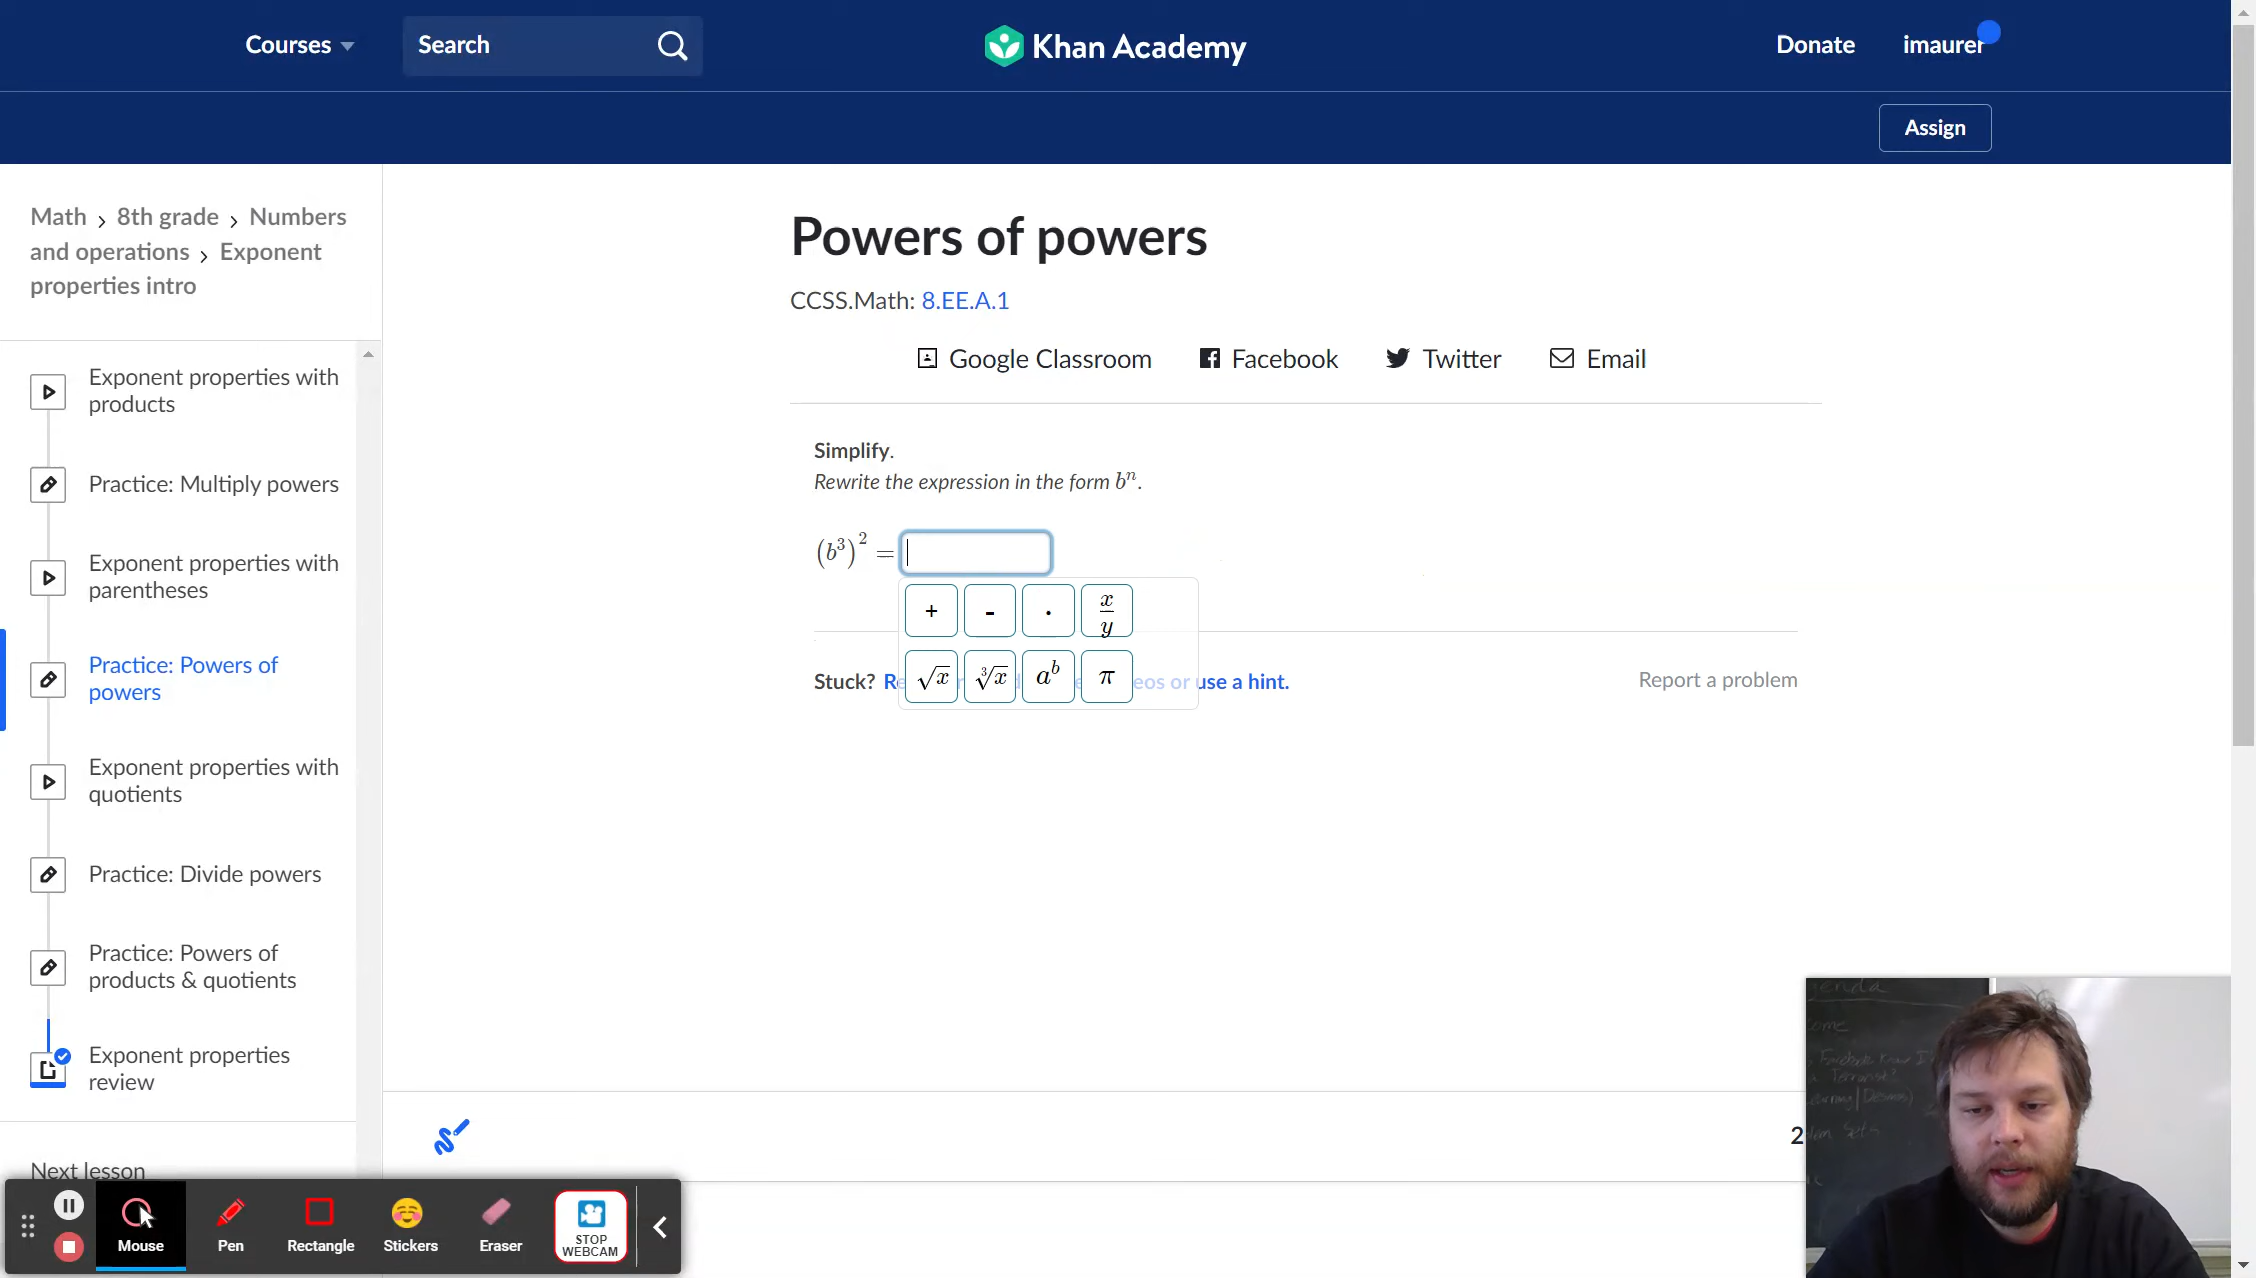 Courses
Search
Khan Academy
Donate
imaurer
Assign
Math > 8th grade > Numbers
and operations > Exponent
properties intro
Exponent properties with
products
Practice: Multiply powers
Exponent properties with
parentheses
Practice: Powers of
powers
Exponent properties with
quotients
Practice: Divide powers
Practice: Powers of
products & quotients
Exponent properties
review
Next lesson
Powers of powers
CCSS.Math: 8.EE.A.1
Google Classroom
Facebook
Twitter
Email
Simplify.
Rewrite the expression in the form bⁿ.
(b³)² =
+ - · x/y
√x ∛x aᵇ π
Stuck? use a hint.
Report a problem
2
Mouse
Pen
Rectangle
Stickers
Eraser
STOP
WEBCAM